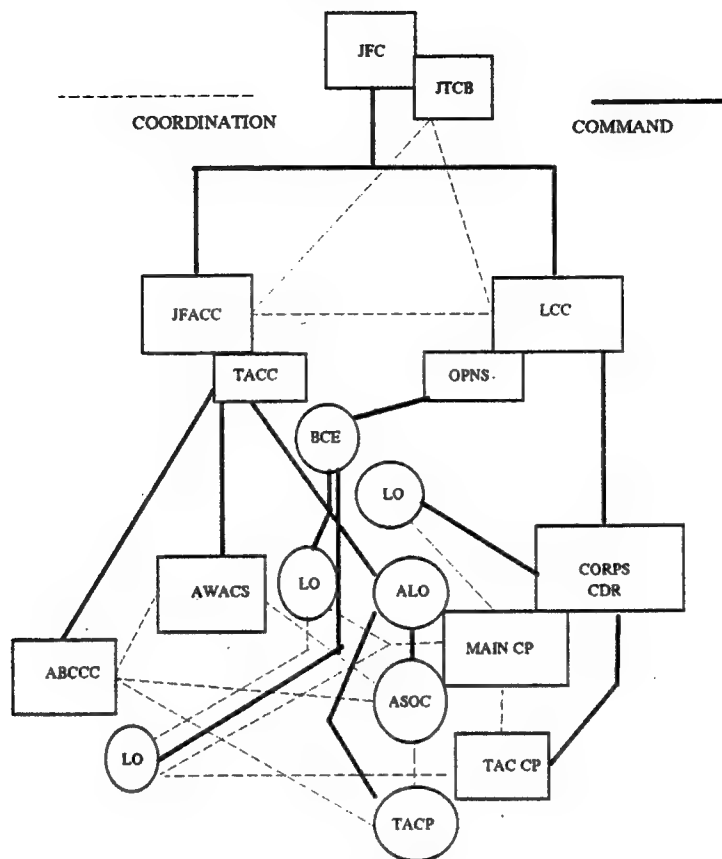 JFC
JTCB
COORDINATION
COMMAND
JFACC
LCC
TACC
OPNS
BCE
LO
CORPS
CDR
AWACS
LO
ALO
MAIN CP
ABCCC
ASOC
LO
TAC CP
TACP